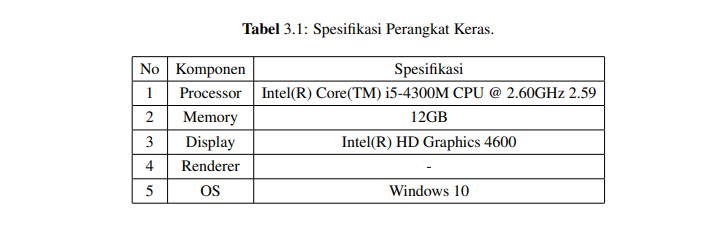 Tabel 3.1: Spesifikasi Perangkat Keras.
No Komponen Spesifikasi
1 Processor Intel(R) Core(TM) i5-4300M CPU @ 2.60GHz 2.59
2 Memory 12GB
3 Display Intel(R) HD Graphics 4600
4 Renderer -
5 OS Windows 10